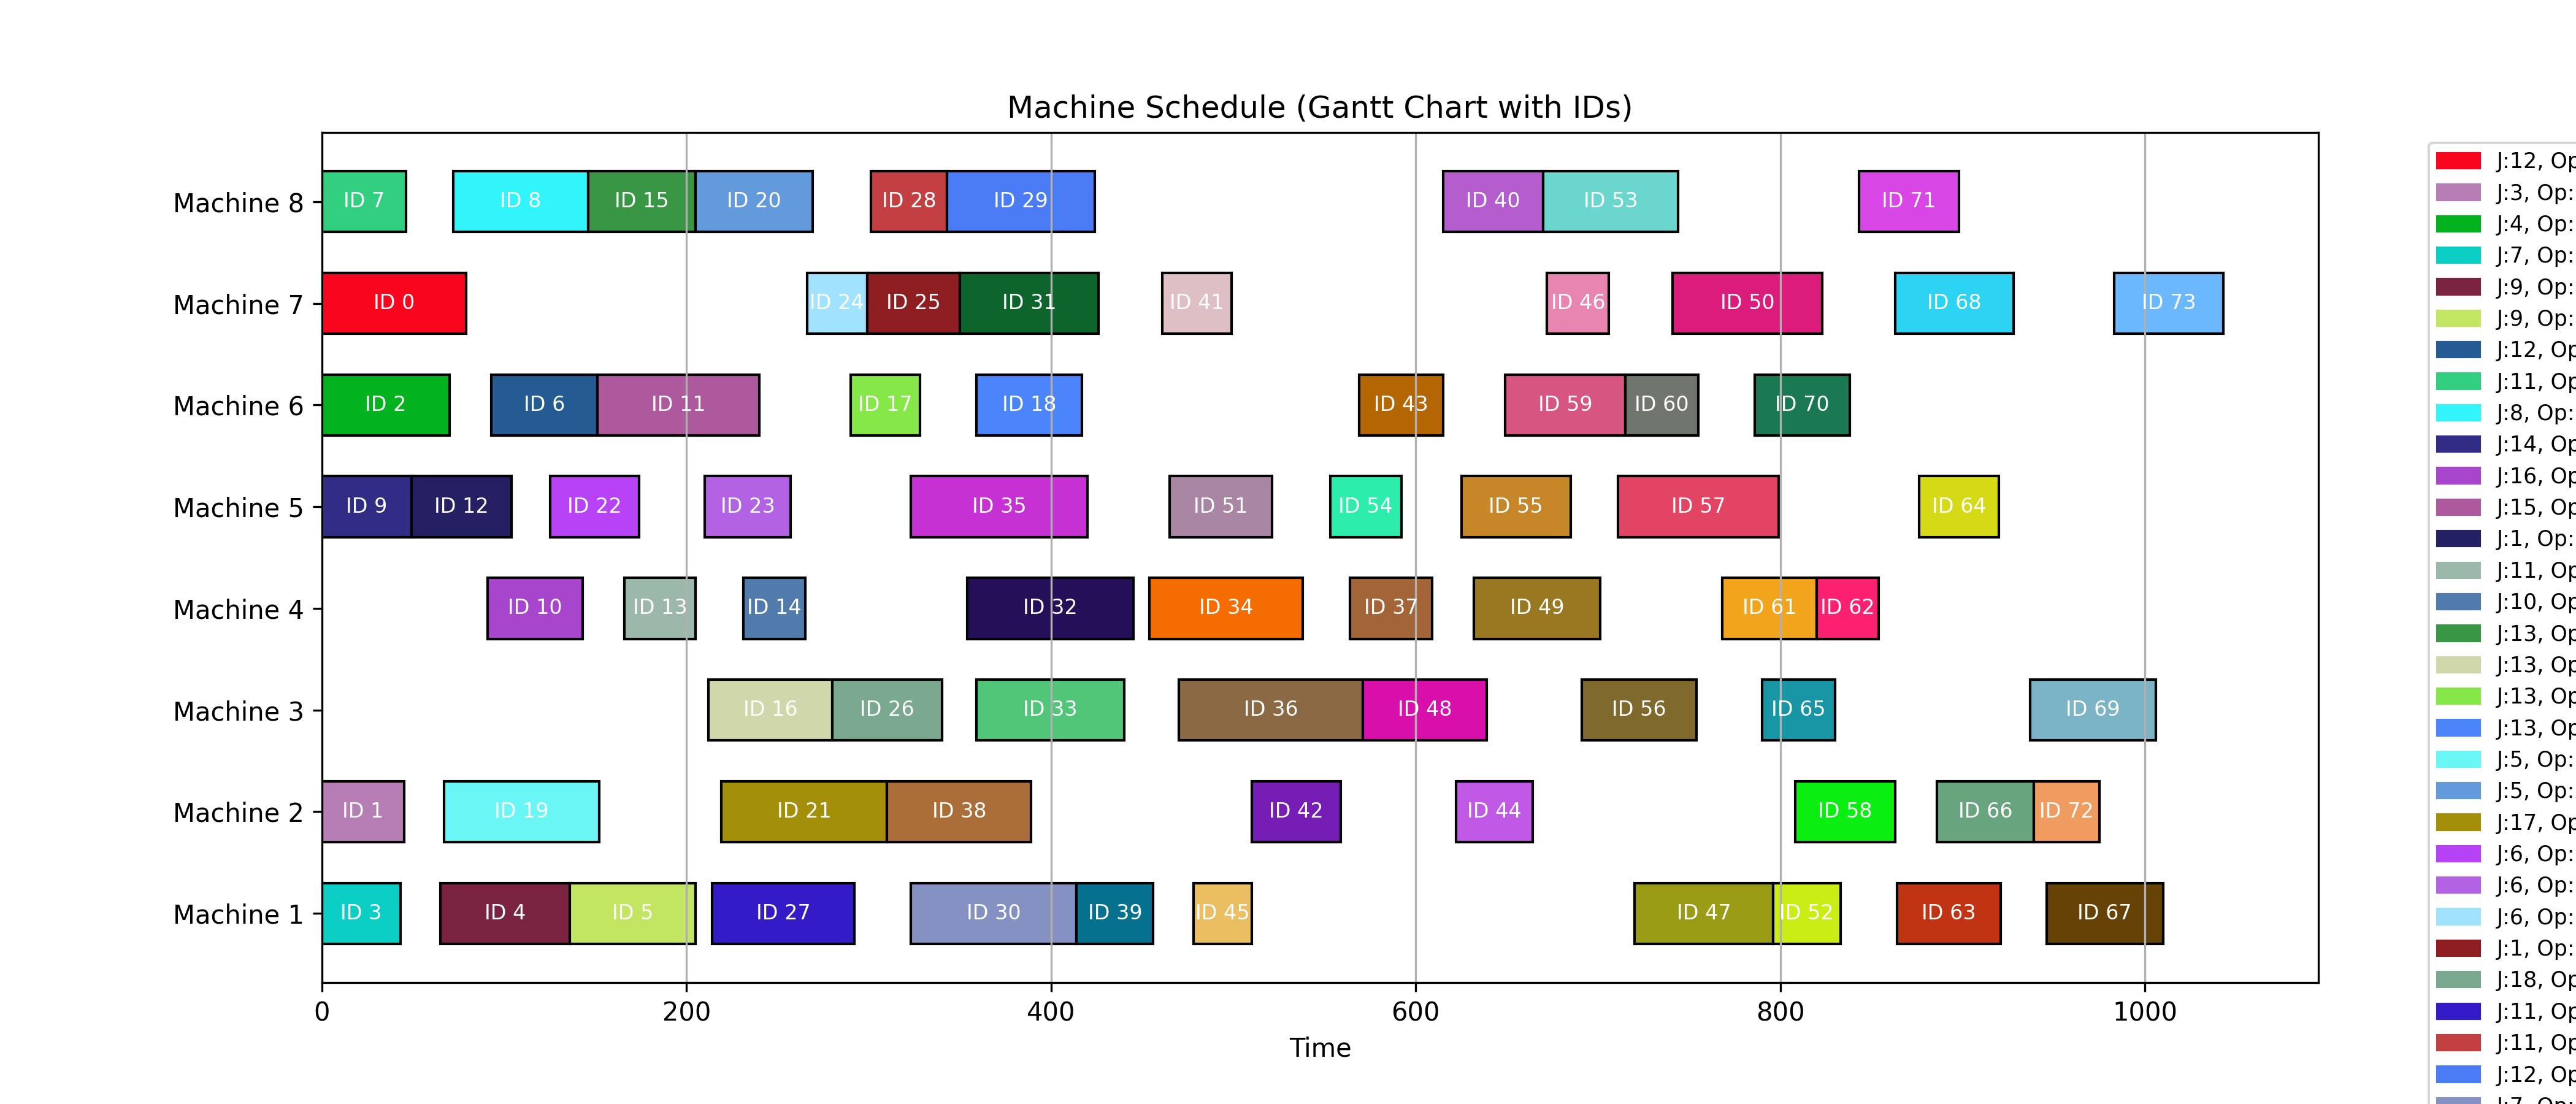 Machine Schedule (Gantt Chart with IDs)
Machine 8
ID 7 ID 8 ID 15 ID 20 ID 28 ID 29 ID 40 ID 53 ID 71
Machine 7
ID 0 ID 24 ID 25 ID 31 ID 41 ID 46 ID 50 ID 68 ID 73
Machine 6
ID 2 ID 6 ID 11 ID 17 ID 18 ID 43 ID 59 ID 60 ID 70
Machine 5
ID 9 ID 12 ID 22 ID 23 ID 35 ID 51 ID 54 ID 55 ID 57 ID 64
Machine 4
ID 10 ID 13 ID 14 ID 32 ID 34 ID 37 ID 49 ID 61 ID 62
Machine 3
ID 16 ID 26 ID 33 ID 36 ID 48 ID 56 ID 65 ID 69
Machine 2
ID 1 ID 19 ID 21 ID 38 ID 42 ID 44 ID 58 ID 66 ID 72
Machine 1
ID 3 ID 4 ID 5 ID 27 ID 30 ID 39 ID 45 ID 47 ID 52 ID 63 ID 67
0 200 400 600 800 1000
Time
J:12, Op
J:3, Op:
J:4, Op:
J:7, Op:
J:9, Op:
J:9, Op:
J:12, Op
J:11, Op
J:8, Op:
J:14, Op
J:16, Op
J:15, Op
J:1, Op:
J:11, Op
J:10, Op
J:13, Op
J:13, Op
J:13, Op
J:13, Op
J:5, Op:
J:5, Op:
J:17, Op
J:6, Op:
J:6, Op:
J:6, Op:
J:1, Op:
J:18, Op
J:11, Op
J:11, Op
J:12, Op